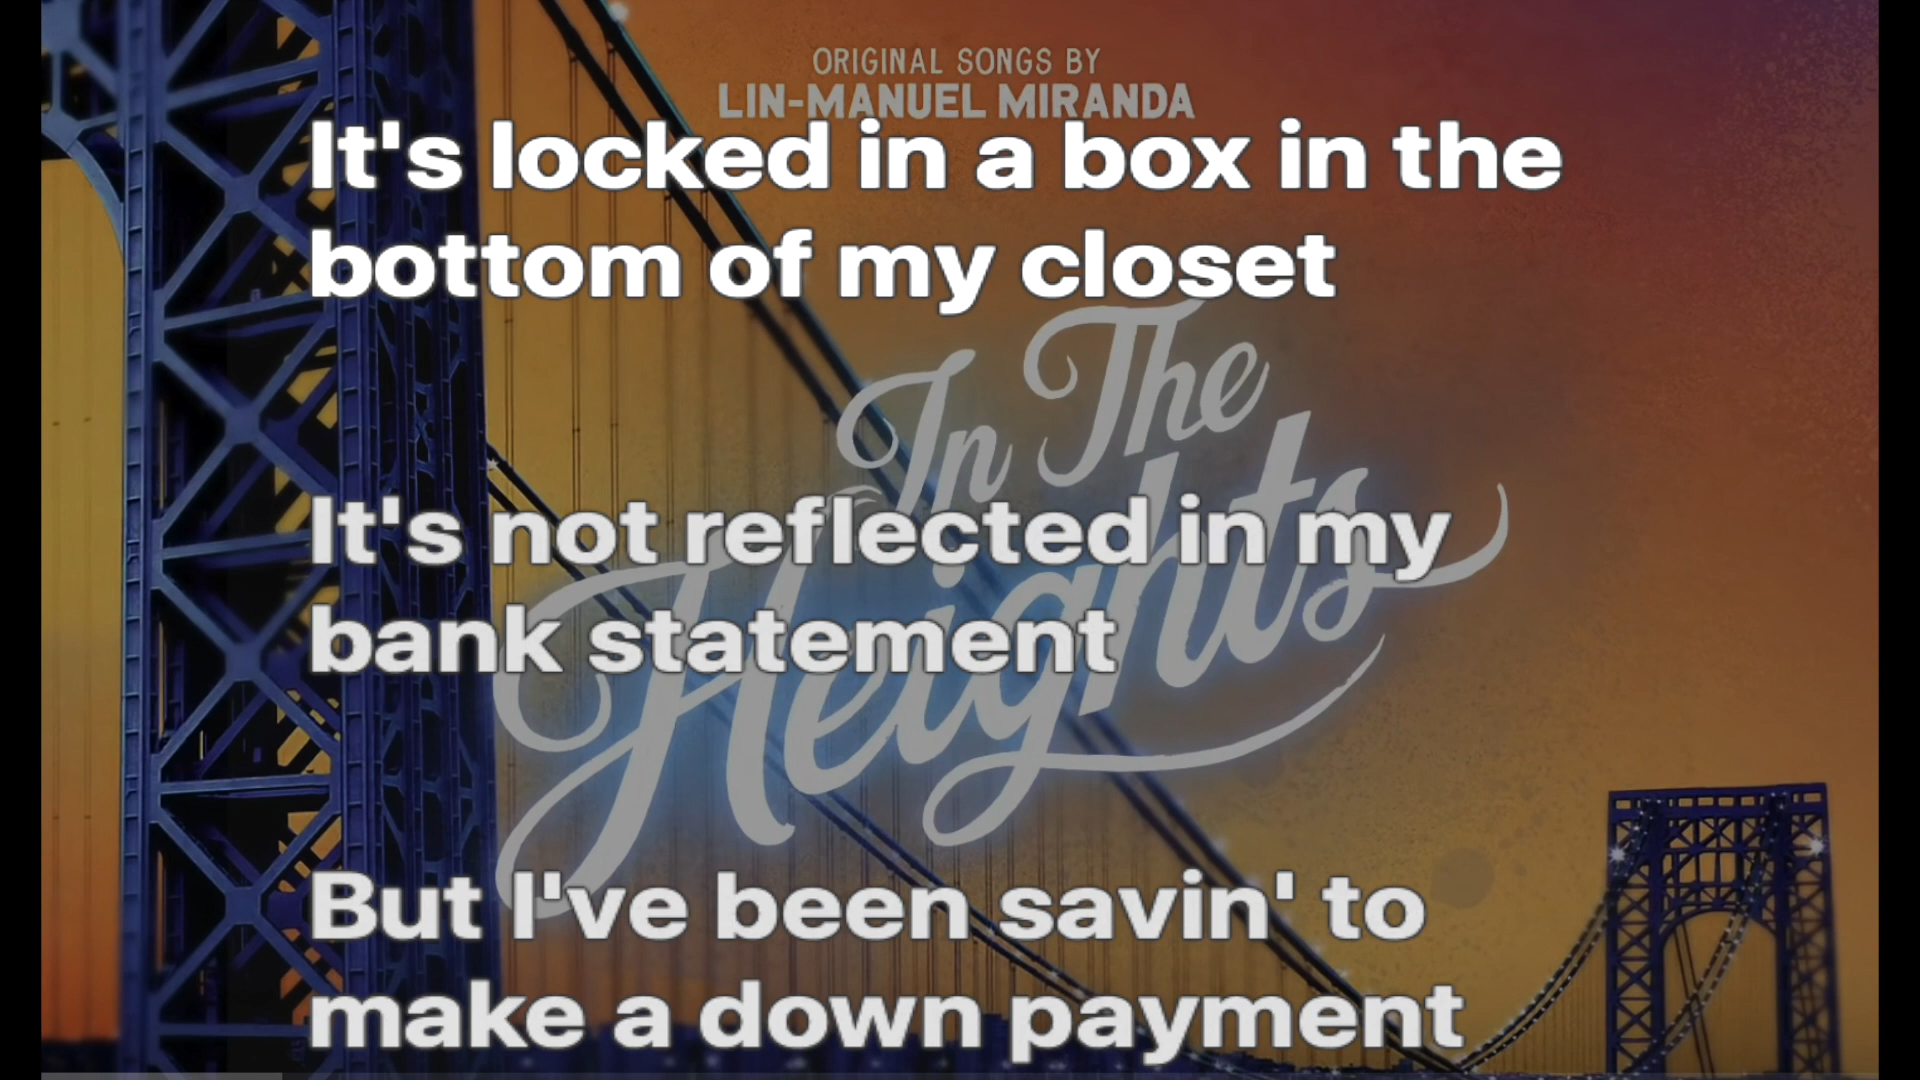 ORIGINAL SONGS BY
LIN-MANUEL MIRANDA
It's locked in a box in the
bottom of my closet
In The
Heights
It's not reflected in my
bank statement
But I've been savin' to
make a down payment